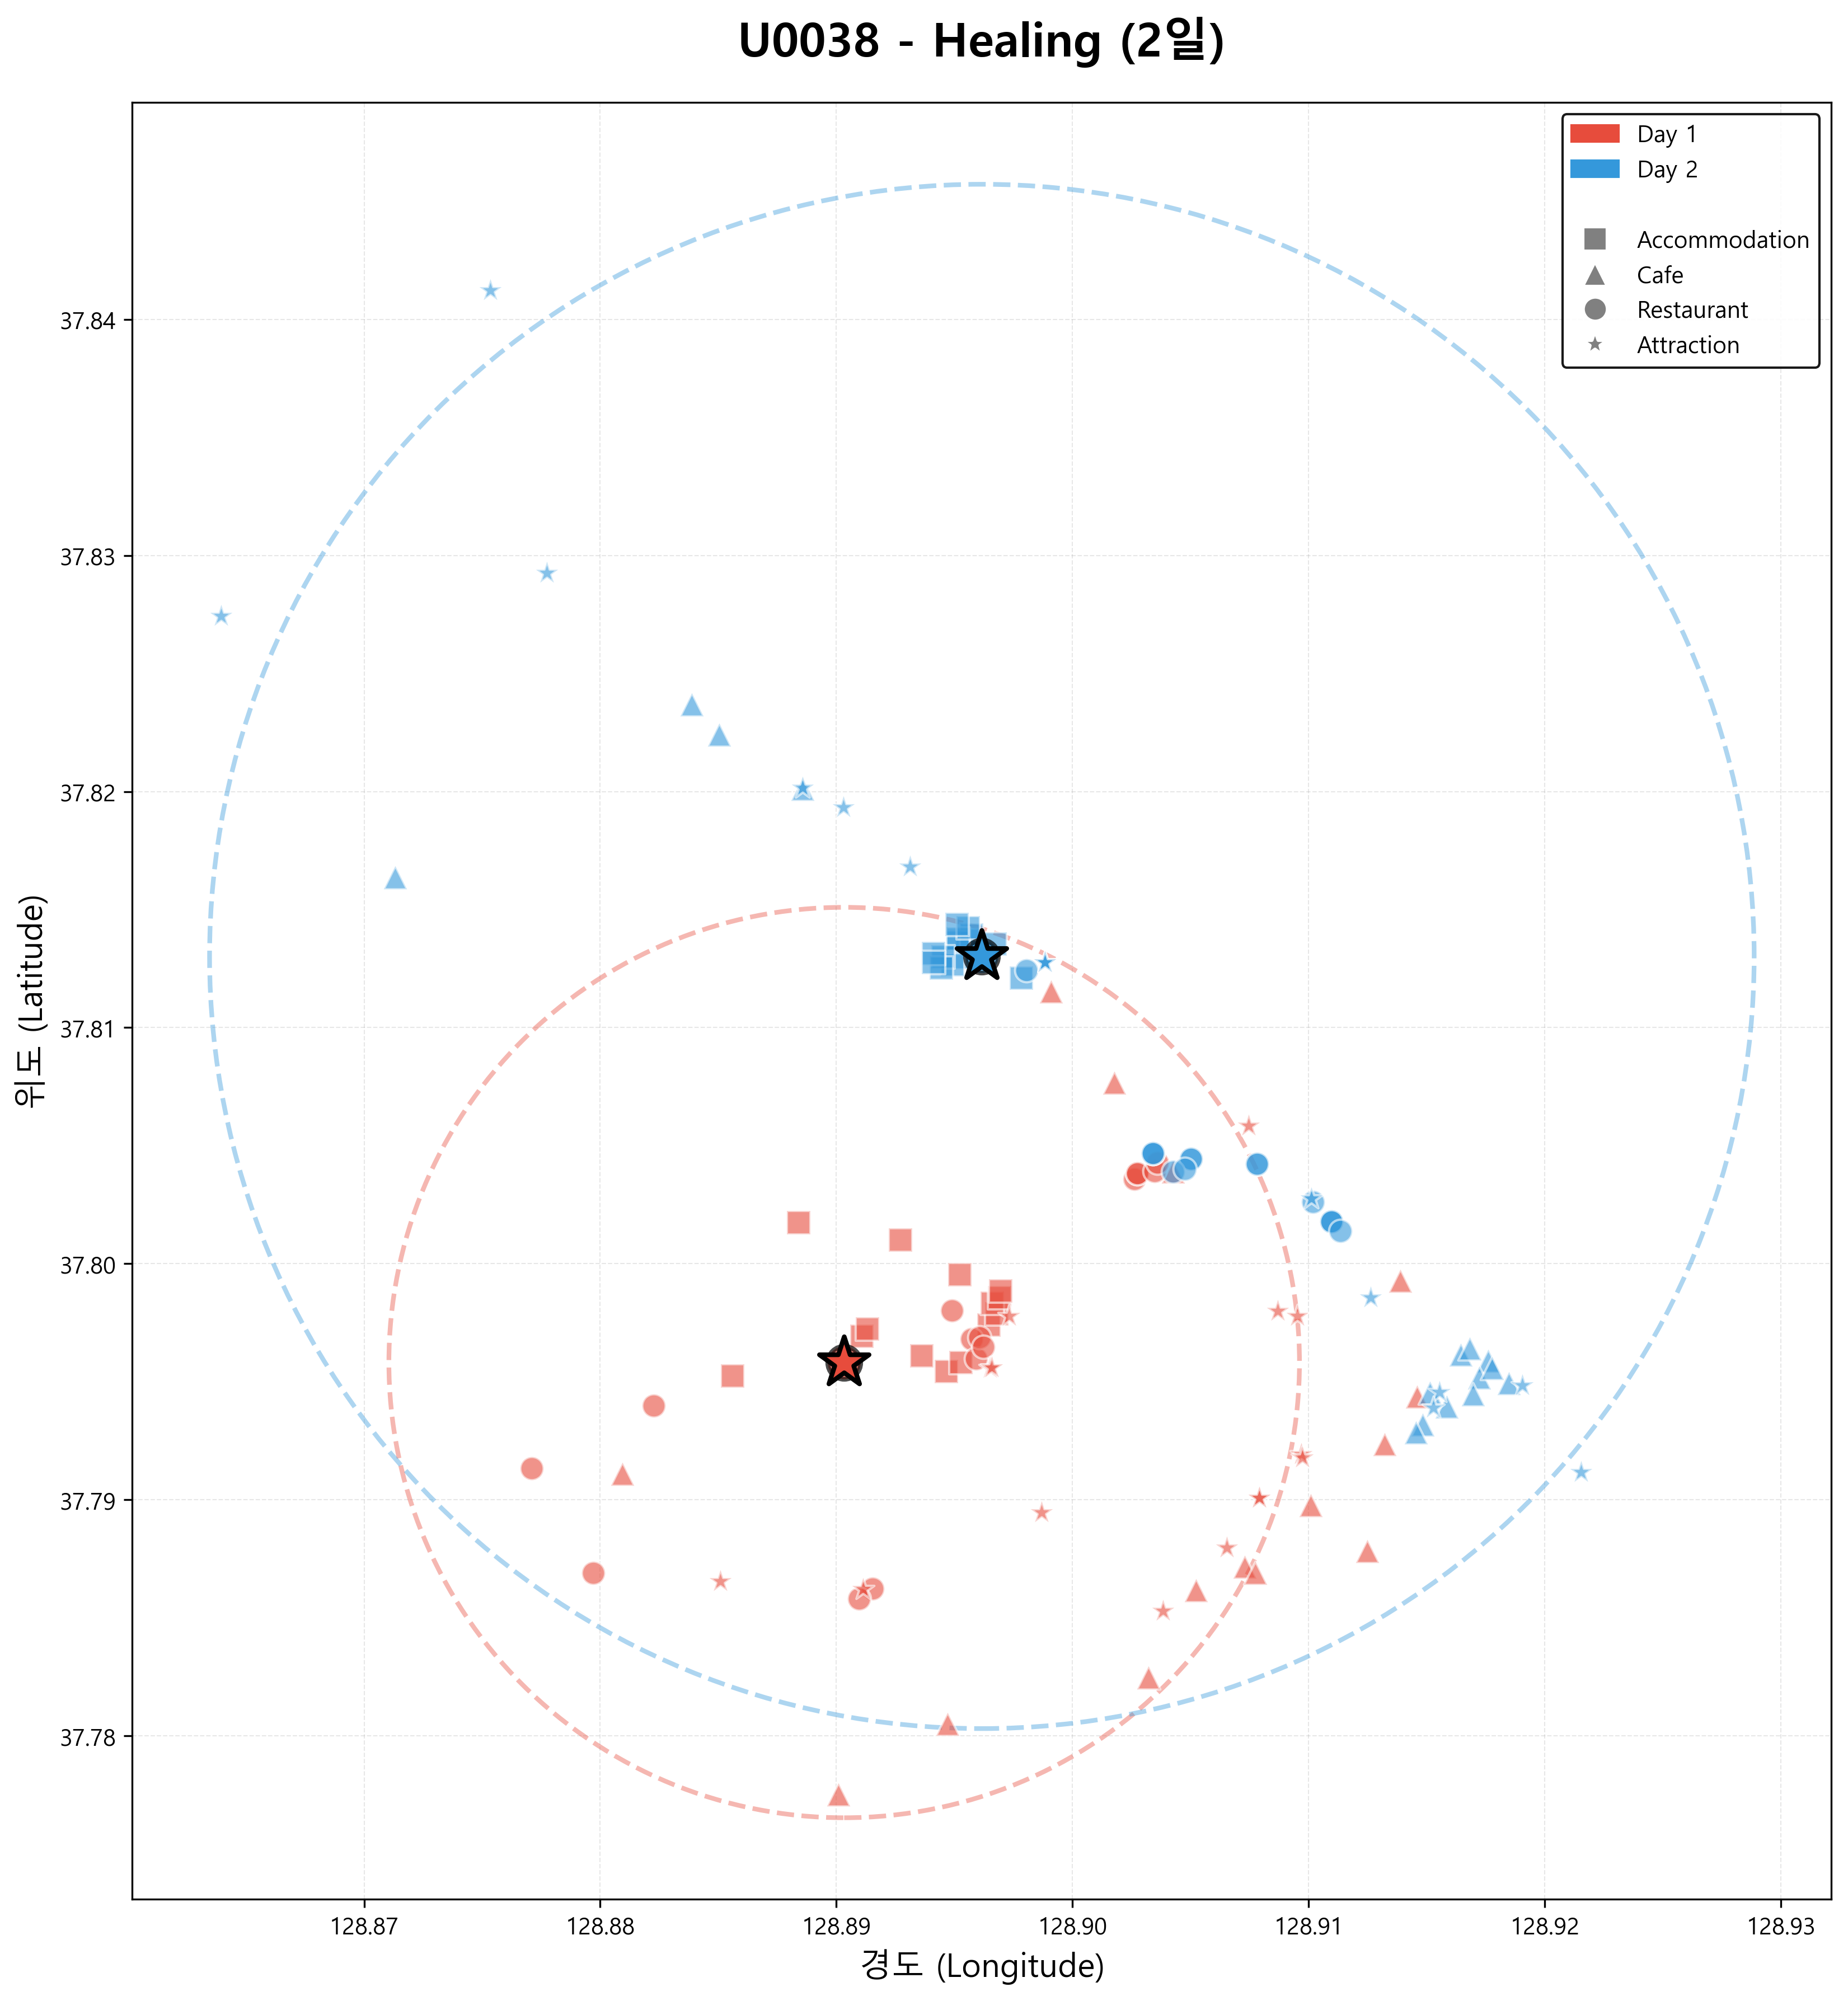 U0038 - Healing (2일)
Day 1
Day 2
Accommodation
Cafe
Restaurant
Attraction
위도 (Latitude)
37.84
37.83
37.82
37.81
37.80
37.79
37.78
128.87 128.88 128.89 128.90 128.91 128.92 128.93
경도 (Longitude)